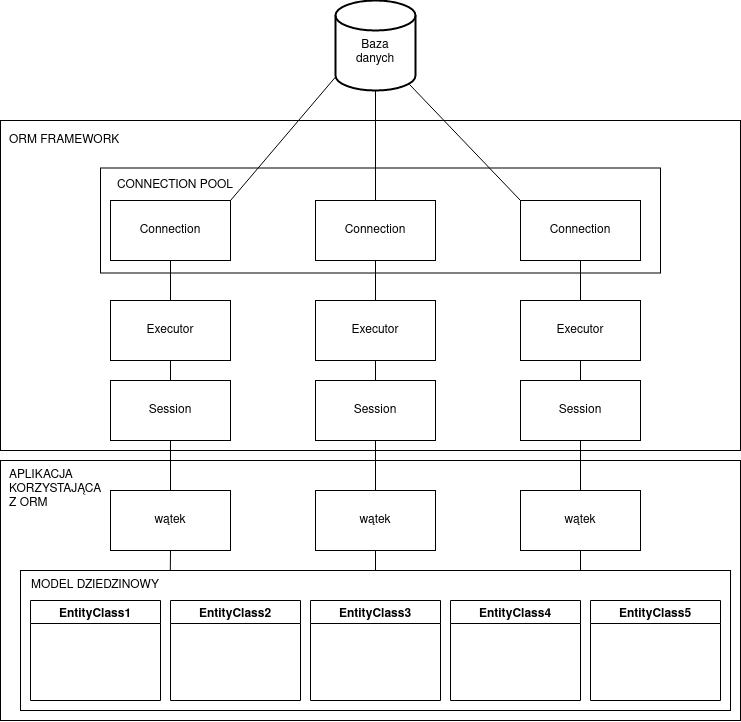 Baza
danych
ORM FRAMEWORK
CONNECTION POOL
Connection
Connection
Connection
Executor
Executor
Executor
Session
Session
Session
APLIKACJA
KORZYSTAJĄCA
Z ORM
wątek
wątek
wątek
MODEL DZIEDZINOWY
EntityClass1
EntityClass2
EntityClass3
EntityClass4
EntityClass5